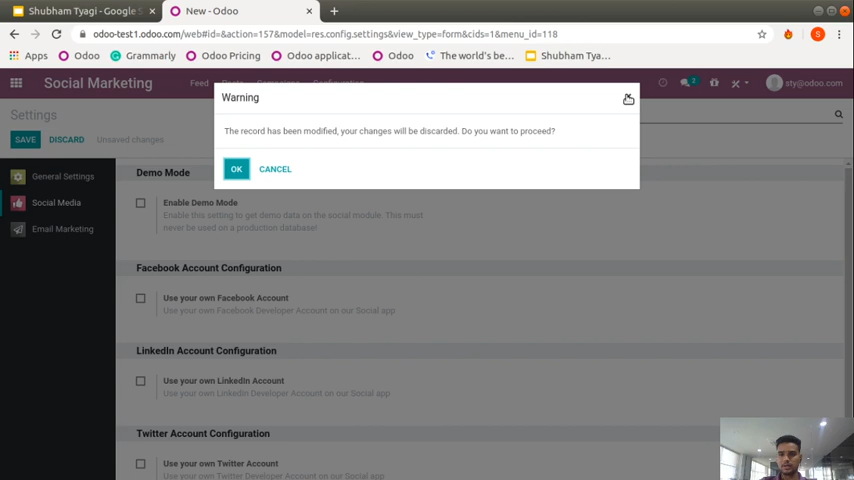 Shubham Tyagi - Google S
New - Odoo
odoo-test1.odoo.com/web#id=&action=157&model=res.config.settings&view_type=form&cids=1&menu_id=118
S
Apps
Odoo
Grammarly
Odoo Pricing
Odoo applicat...
Odoo
The world's be...
Shubham Tya...
Social Marketing
Feed
Posts
Campaigns
Configuration
2
sty@odoo.com
Settings
SAVE
DISCARD
Unsaved changes
Warning
The record has been modified, your changes will be discarded. Do you want to proceed?
OK
CANCEL
General Settings
Social Media
Email Marketing
Demo Mode
Enable Demo Mode
Enable this setting to get demo data on the social module. This must
never be used on a production database!
Facebook Account Configuration
Use your own Facebook Account
Use your own Facebook Developer Account on our Social app
LinkedIn Account Configuration
Use your own LinkedIn Account
Use your own LinkedIn Developer Account on our Social app
Twitter Account Configuration
Use your own Twitter Account
Use your own Twitter Developer Account on our Social app